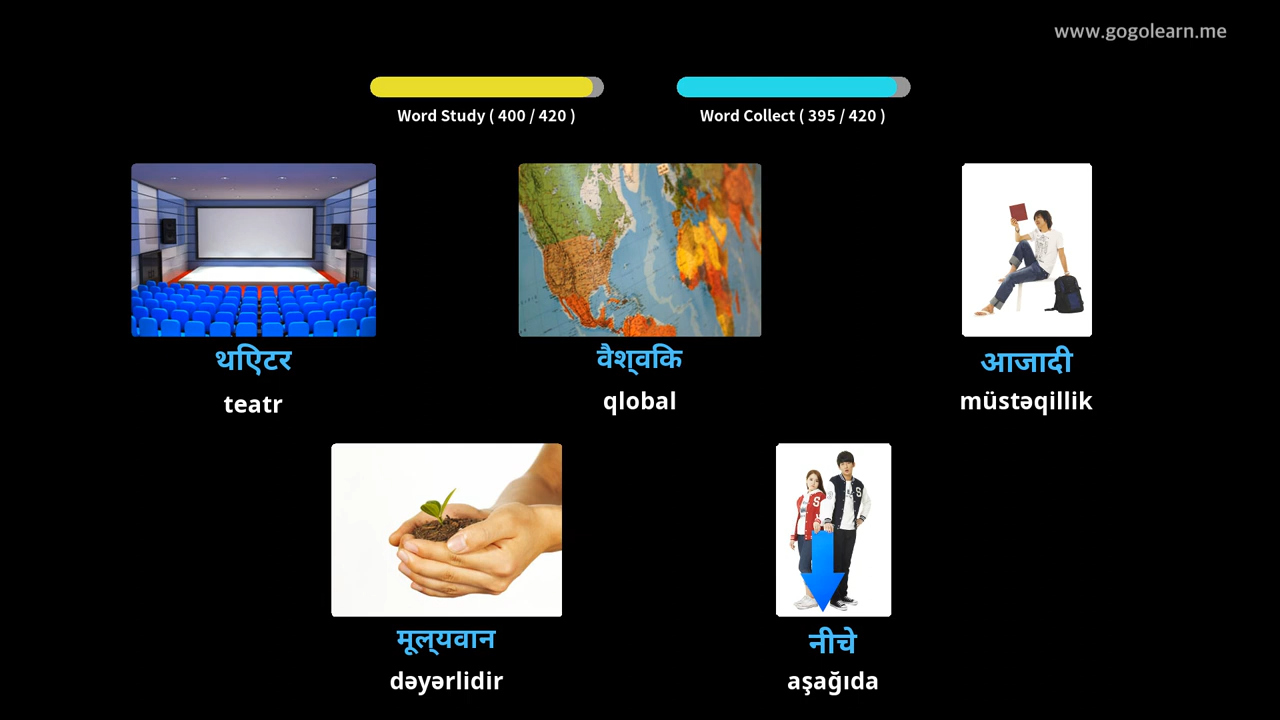 www.gogolearn.me
Word Study ( 400 / 420 )
Word Collect ( 395 / 420 )
थिएटर
वैश्विक
आजादी
teatr
qlobal
müstəqillik
मूल्यवान
नीचे
dəyərlidir
aşağıda